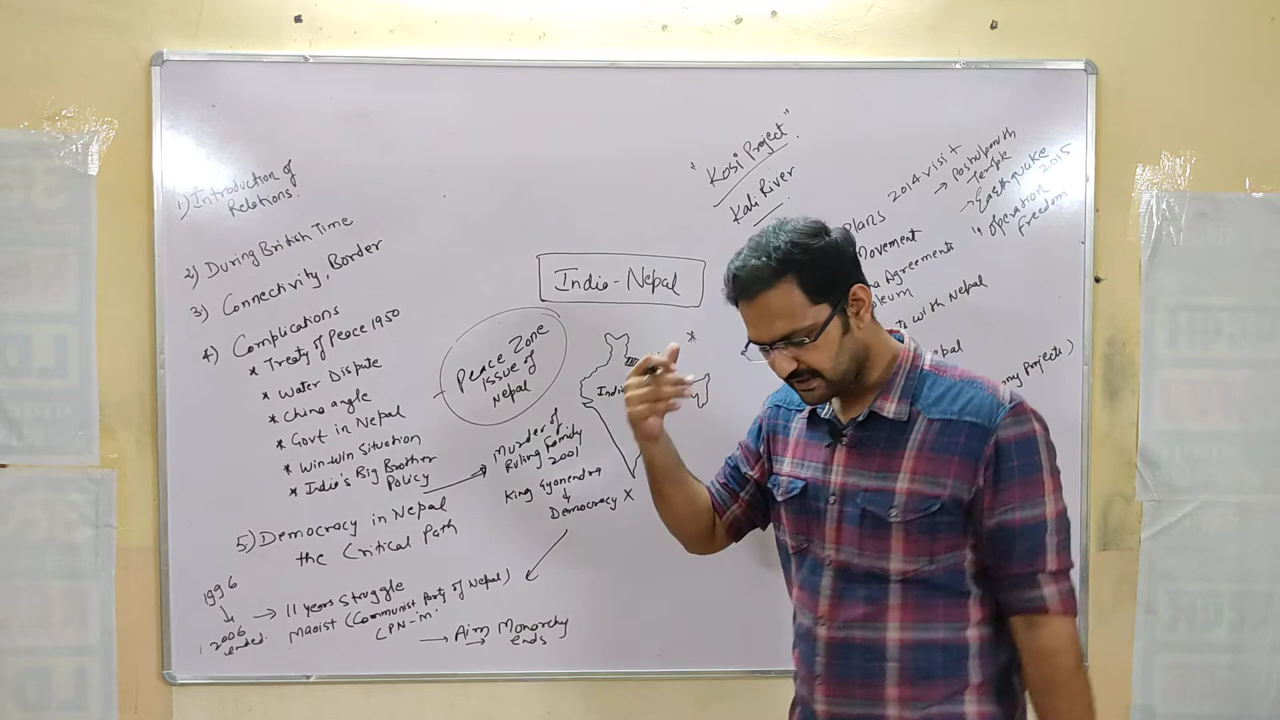 1) Introduction of
Relations.
2) During British Time
3) Connectivity, Border
4) Complications
* Treaty of Peace 1950
* Water Dispute
* China angle
* Govt in Nepal
* Win-Win Situation
* India's Big Brother
Policy
5) Democracy in Nepal
the Critical Path
1996
2006
ended.
→ 11 years Struggle
Maoist (Communist Party of Nepal)
CPN-M
→ Aim Monarchy
ends
Peace Zone
issue of
Nepal
Murder of
Ruling Family
2001
King Gyanendra
Democracy X
India-Nepal
Indi
*
"Kosi Project"
Kali River
Plans 2014 visit
→ Pashupatinath
Temple
→ Earthquake
2015
"Operation
Freedom
Movement
Agreements
with Nepal
epal
projects)